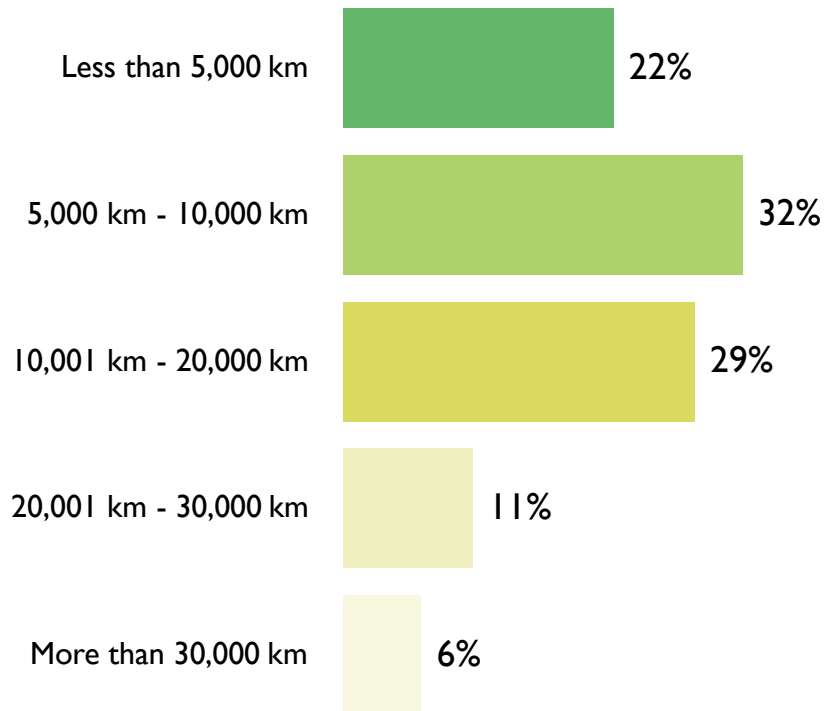 Less than 5,000 km 22%
5,000 km - 10,000 km 32%
10,001 km - 20,000 km 29%
20,001 km - 30,000 km 11%
More than 30,000 km 6%